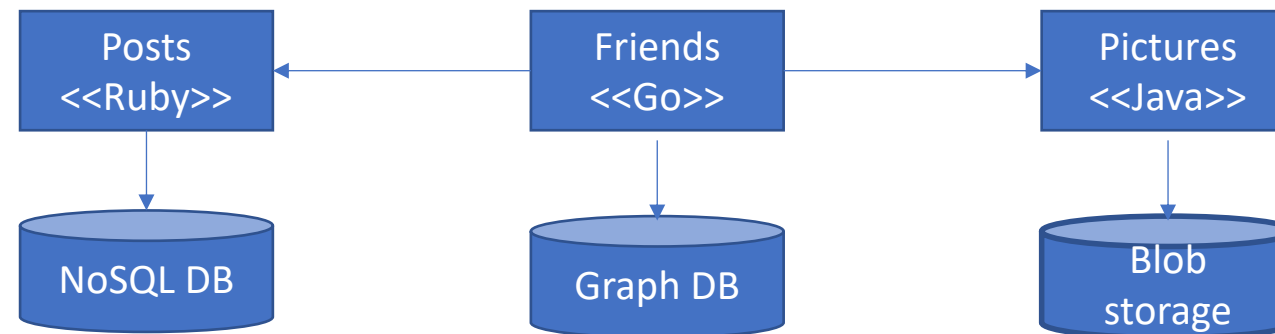 Posts
<<Ruby>>
Friends
<<Go>>
Pictures
<<Java>>
NoSQL DB
Graph DB
Blob
storage